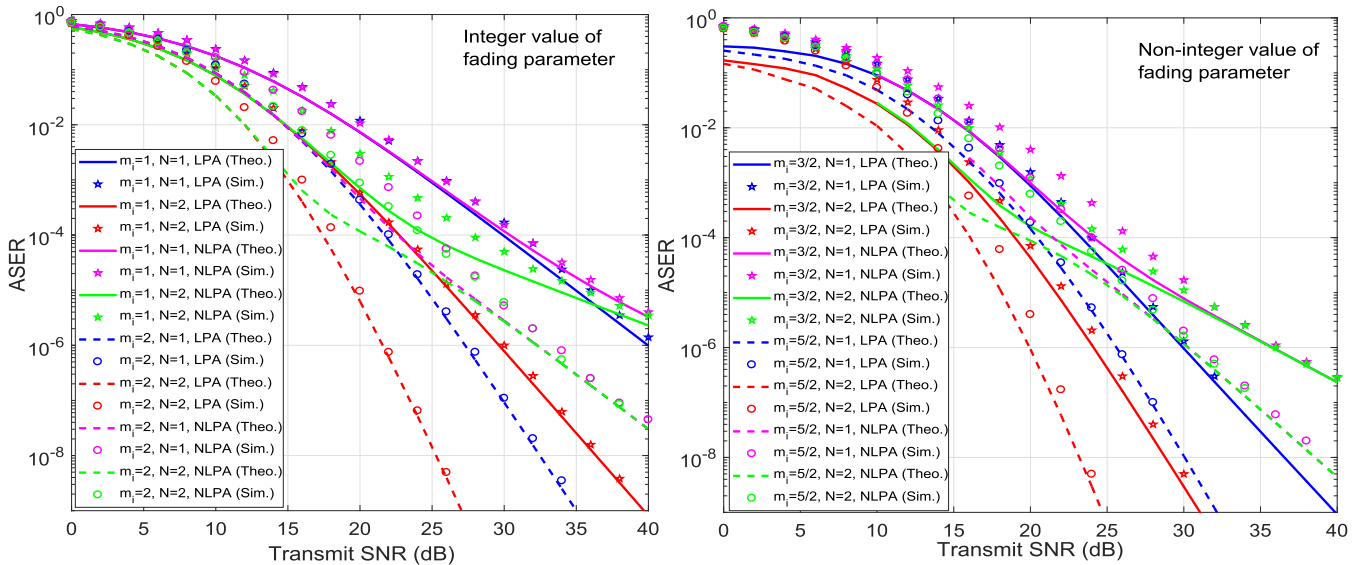 Integer value of
fading parameter
10^0
10^-2
10^-4
10^-6
10^-8
ASER
m_i=1, N=1, LPA (Theo.)
m_i=1, N=1, LPA (Sim.)
m_i=1, N=2, LPA (Theo.)
m_i=1, N=2, LPA (Sim.)
m_i=1, N=1, NLPA (Theo.)
m_i=1, N=1, NLPA (Sim.)
m_i=1, N=2, NLPA (Theo.)
m_i=1, N=2, NLPA (Sim.)
m_i=2, N=1, LPA (Theo.)
m_i=2, N=1, LPA (Sim.)
m_i=2, N=2, LPA (Theo.)
m_i=2, N=2, LPA (Sim.)
m_i=2, N=1, NLPA (Theo.)
m_i=2, N=1, NLPA (Sim.)
m_i=2, N=2, NLPA (Theo.)
m_i=2, N=2, NLPA (Sim.)
0 5 10 15 20 25 30 35 40
Transmit SNR (dB)
Non-integer value of
fading parameter
10^0
10^-2
10^-4
10^-6
10^-8
ASER
m_i=3/2, N=1, LPA (Theo.)
m_i=3/2, N=1, LPA (Sim.)
m_i=3/2, N=2, LPA (Theo.)
m_i=3/2, N=2, LPA (Sim.)
m_i=3/2, N=1, NLPA (Theo.)
m_i=3/2, N=1, NLPA (Sim.)
m_i=3/2, N=2, NLPA (Theo.)
m_i=3/2, N=2, NLPA (Sim.)
m_i=5/2, N=1, LPA (Theo.)
m_i=5/2, N=1, LPA (Sim.)
m_i=5/2, N=2, LPA (Theo.)
m_i=5/2, N=2, LPA (Sim.)
m_i=5/2, N=1, NLPA (Theo.)
m_i=5/2, N=1, NLPA (Sim.)
m_i=5/2, N=2, NLPA (Theo.)
m_i=5/2, N=2, NLPA (Sim.)
0 5 10 15 20 25 30 35 40
Transmit SNR (dB)